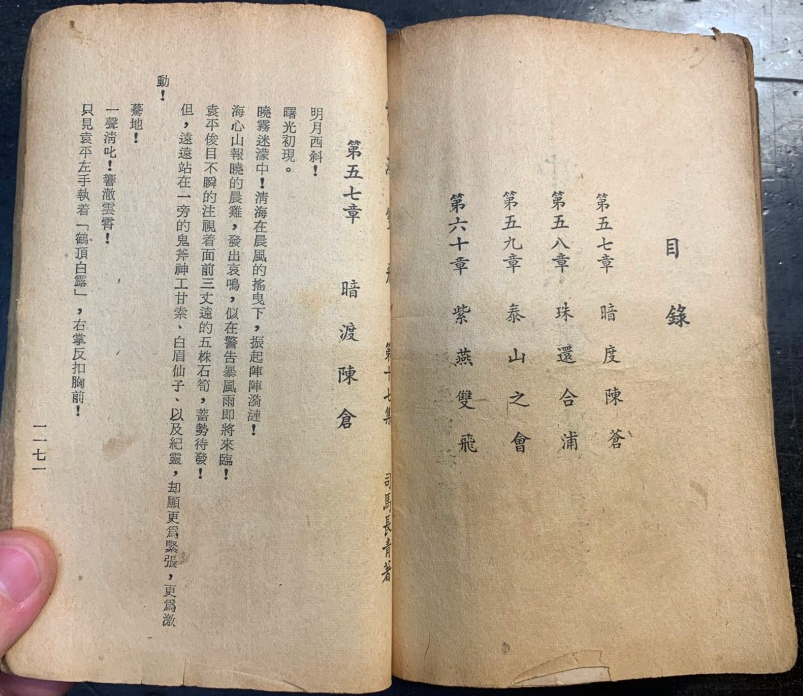 目錄
第五七章 暗度陳蒼
第五八章 珠還合浦
第五九章 泰山之會
第六十章 紫燕雙飛
第十七集 司馬長青著
第五七章 暗渡陳倉
明月西斜！
曙光初現。
曉霧迷濛中！清海在晨風的搖曳下，振起陣陣漪漣！
海心山報曉的晨雞，發出哀鳴，似在警告暴風雨即將來臨！
袁平俊目不瞬的注視着面前三丈遠的五株石筍，蓄勢待發！
但，遠遠站在一旁的鬼斧神工甘索、白眉仙子、以及紀靈，却顯更爲緊張，更爲激
動！
驀地！
一聲淸叱！響澈雲霄！
只見袁平左手執着「鶴頂白露」，右掌反扣胸前！
一一七一